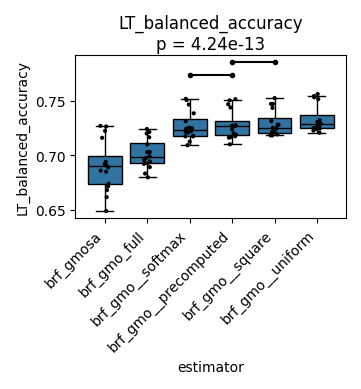 LT_balanced_accuracy
p = 4.24e-13
LT_balanced_accuracy
0.75
0.70
0.65
brf_gmosa
brf_gmo_full
brf_gmo__softmax
brf_gmo__precomputed
brf_gmo__square
brf_gmo__uniform
estimator